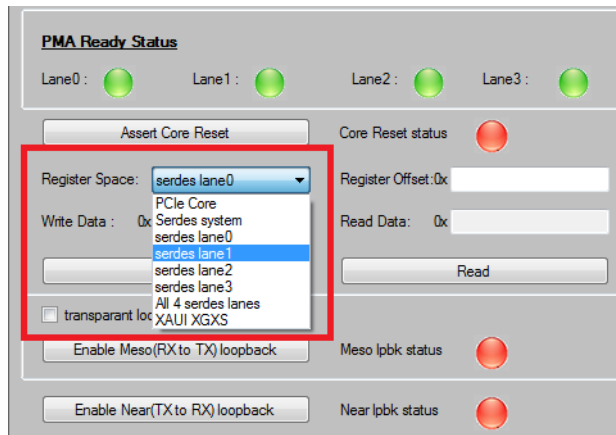 PMA Ready Status
Lane0 : Lane1 : Lane2 : Lane3 :
Assert Core Reset Core Reset status
Register Space: serdes lane0 Register Offset:0x
PCIe Core
Write Data : 0x Serdes system Read Data: 0x
serdes lane0
serdes lane1
serdes lane2 Read
serdes lane3
All 4 serdes lanes
transparant XAUI XGXS
Enable Meso(RX to TX) loopback Meso lpbk status
Enable Near(TX to RX) loopback Near lpbk status